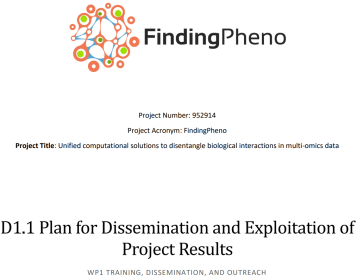 FindingPheno
Project Number: 952914
Project Acronym: FindingPheno
Project Title: Unified computational solutions to disentangle biological interactions in multi-omics data
D1.1 Plan for Dissemination and Exploitation of
Project Results
WP1 TRAINING, DISSEMINATION, AND OUTREACH